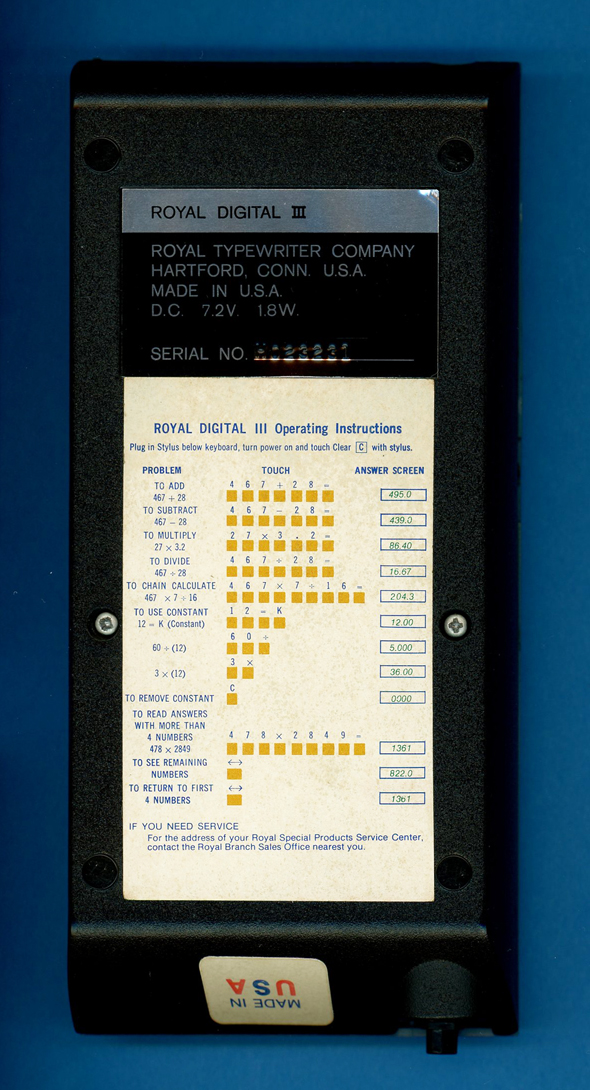 ROYAL DIGITAL III
ROYAL TYPEWRITER COMPANY
HARTFORD, CONN. U.S.A.
MADE IN U.S.A.
D.C. 7.2V. 1.8W.
SERIAL NO.
ROYAL DIGITAL III Operating Instructions
Plug in Stylus below keyboard, turn power on and touch Clear C with stylus.
PROBLEM TOUCH ANSWER SCREEN
TO ADD 4 6 7 + 2 8 =
467 + 28 495.0
TO SUBTRACT 4 6 7 − 2 8 =
467 − 28 439.0
TO MULTIPLY 2 7 × 3 . 2 =
27 × 3.2 86.40
TO DIVIDE 4 6 7 ÷ 2 8 =
467 ÷ 28 16.67
TO CHAIN CALCULATE 4 6 7 × 7 ÷ 1 6 =
467 × 7 ÷ 16 204.3
TO USE CONSTANT 1 2 = K
12 = K (Constant) 12.00
6 0 ÷
60 ÷ (12) 5.000
3 ×
3 × (12) 36.00
C
TO REMOVE CONSTANT 0000
TO READ ANSWERS
WITH MORE THAN
4 NUMBERS 4 7 8 × 2 8 4 9 =
478 × 2849 1361
TO SEE REMAINING ↔
NUMBERS 822.0
TO RETURN TO FIRST ↔
4 NUMBERS 1361
IF YOU NEED SERVICE
For the address of your Royal Special Products Service Center,
contact the Royal Branch Sales Office nearest you.
MADE IN
USA